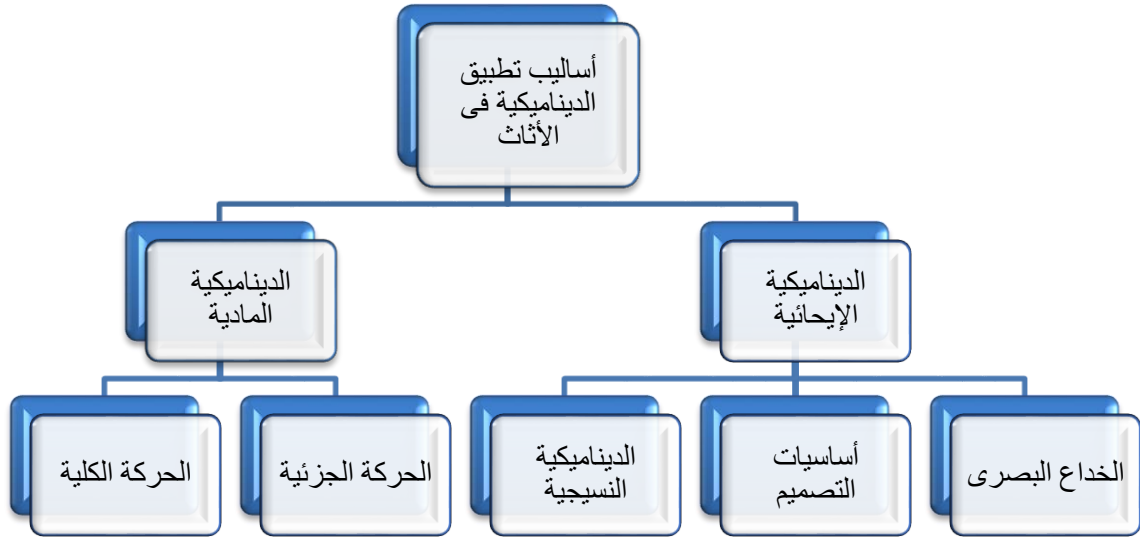 أساليب تطبيق
الديناميكية فى
الأثاث
الديناميكية
الإيحائية
الديناميكية
المادية
الخداع البصرى
أساسيات
التصميم
الديناميكية
النسيجية
الحركة الجزئية
الحركة الكلية